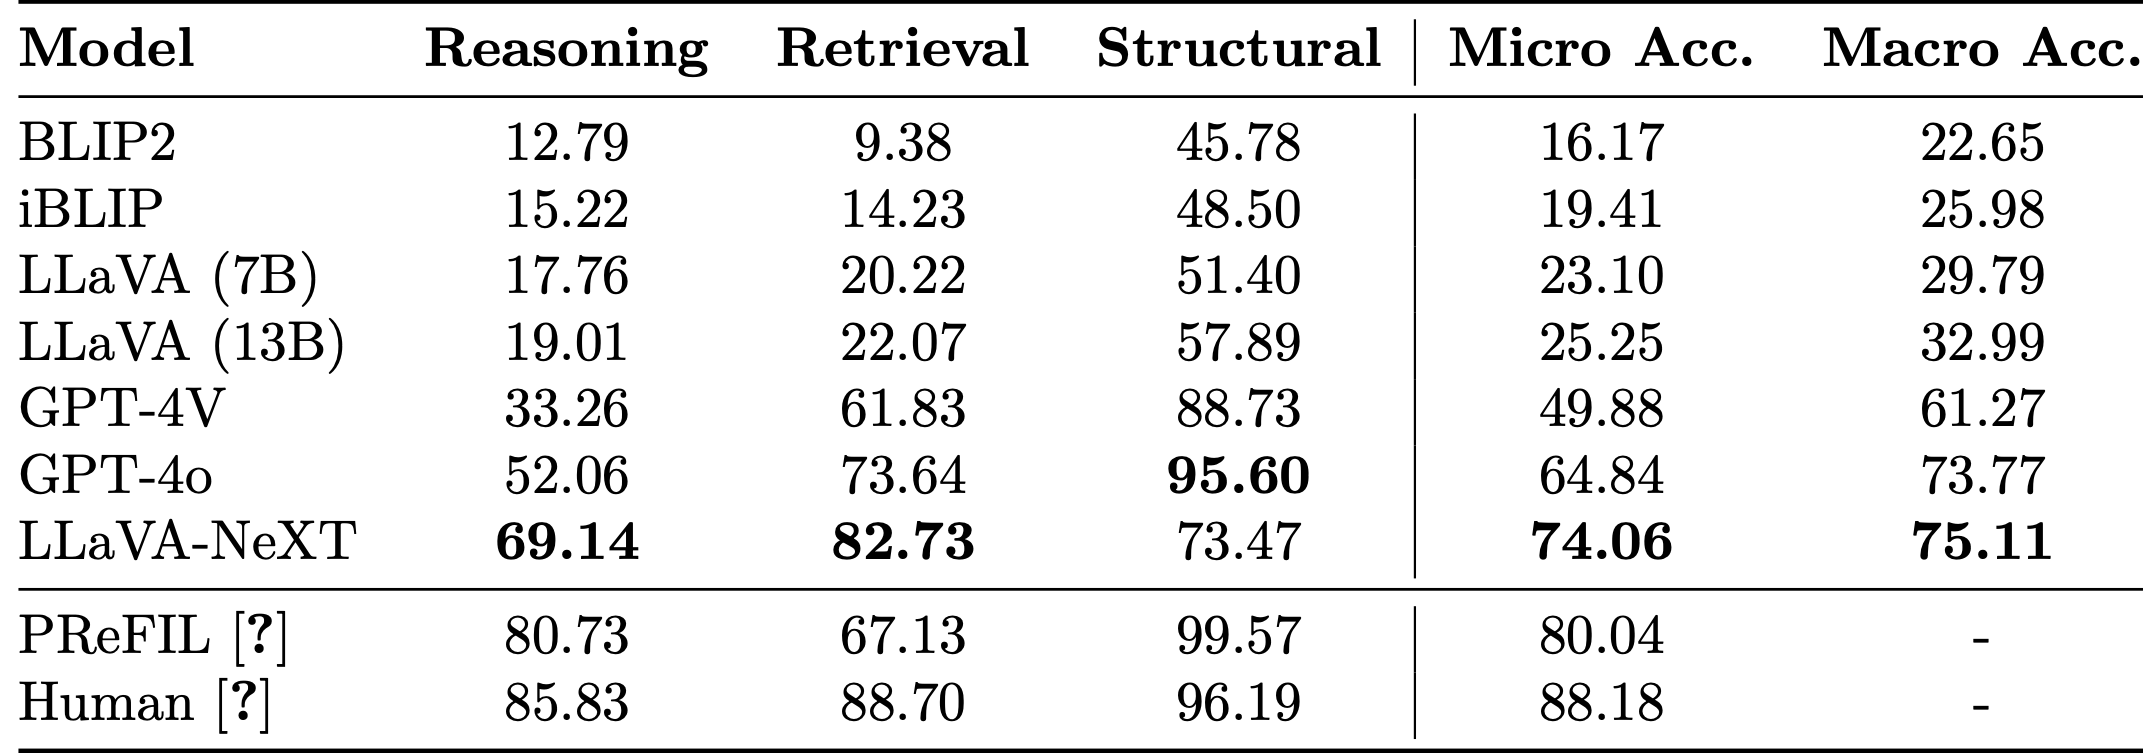 Model Reasoning Retrieval Structural Micro Acc. Macro Acc.
BLIP2 12.79 9.38 45.78 16.17 22.65
iBLIP 15.22 14.23 48.50 19.41 25.98
LLaVA (7B) 17.76 20.22 51.40 23.10 29.79
LLaVA (13B) 19.01 22.07 57.89 25.25 32.99
GPT-4V 33.26 61.83 88.73 49.88 61.27
GPT-4o 52.06 73.64 95.60 64.84 73.77
LLaVA-NeXT 69.14 82.73 73.47 74.06 75.11
PReFIL [?] 80.73 67.13 99.57 80.04 -
Human [?] 85.83 88.70 96.19 88.18 -